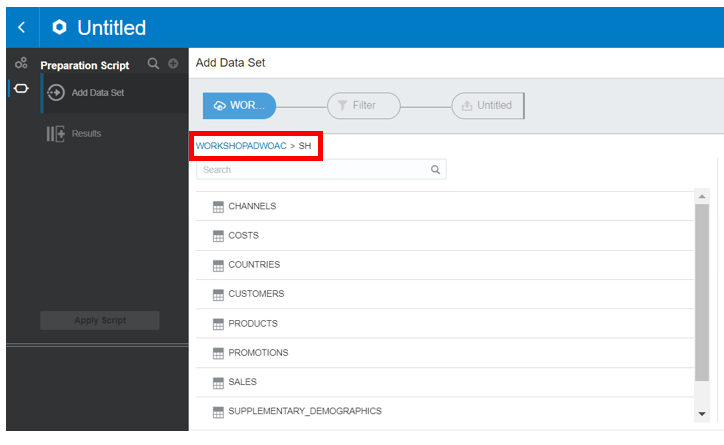 Untitled
Preparation Script
Add Data Set
Results
Apply Script
Add Data Set
WOR...
Filter
Untitled
WORKSHOPADWOAC > SH
Search
CHANNELS
COSTS
COUNTRIES
CUSTOMERS
PRODUCTS
PROMOTIONS
SALES
SUPPLEMENTARY_DEMOGRAPHICS